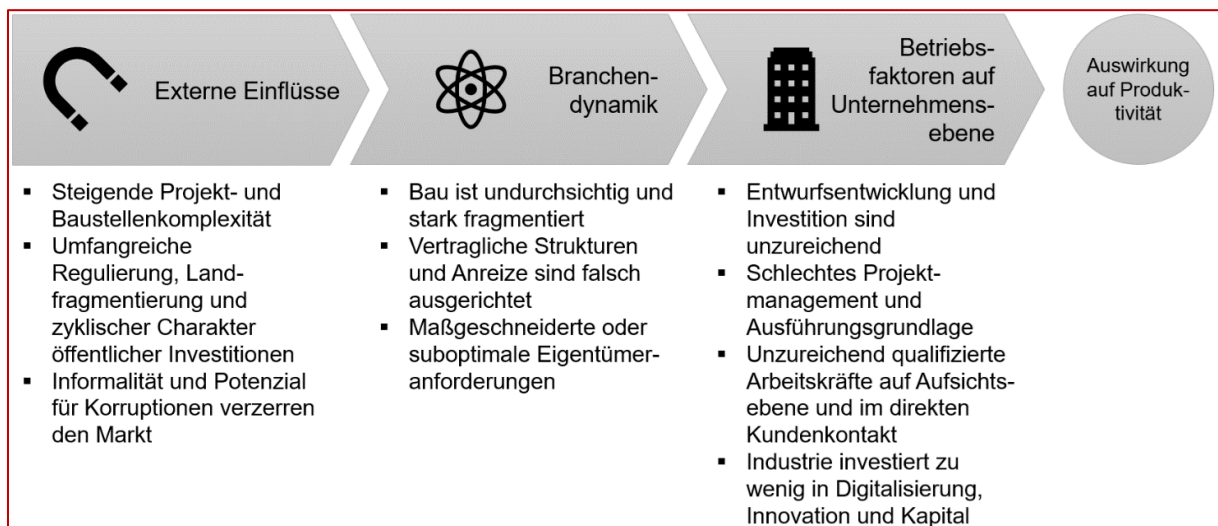 Externe Einflüsse
Branchen-
dynamik
Betriebs-
faktoren auf
Unternehmens-
ebene
Auswirkung
auf Produk-
tivität
▪ Steigende Projekt- und
Baustellenkomplexität
▪ Umfangreiche
Regulierung, Land-
fragmentierung und
zyklischer Charakter
öffentlicher Investitionen
▪ Informalität und Potenzial
für Korruptionen verzerren
den Markt
▪ Bau ist undurchsichtig und
stark fragmentiert
▪ Vertragliche Strukturen
und Anreize sind falsch
ausgerichtet
▪ Maßgeschneiderte oder
suboptimale Eigentümer-
anforderungen
▪ Entwurfsentwicklung und
Investition sind
unzureichend
▪ Schlechtes Projekt-
management und
Ausführungsgrundlage
▪ Unzureichend qualifizierte
Arbeitskräfte auf Aufsichts-
ebene und im direkten
Kundenkontakt
▪ Industrie investiert zu
wenig in Digitalisierung,
Innovation und Kapital